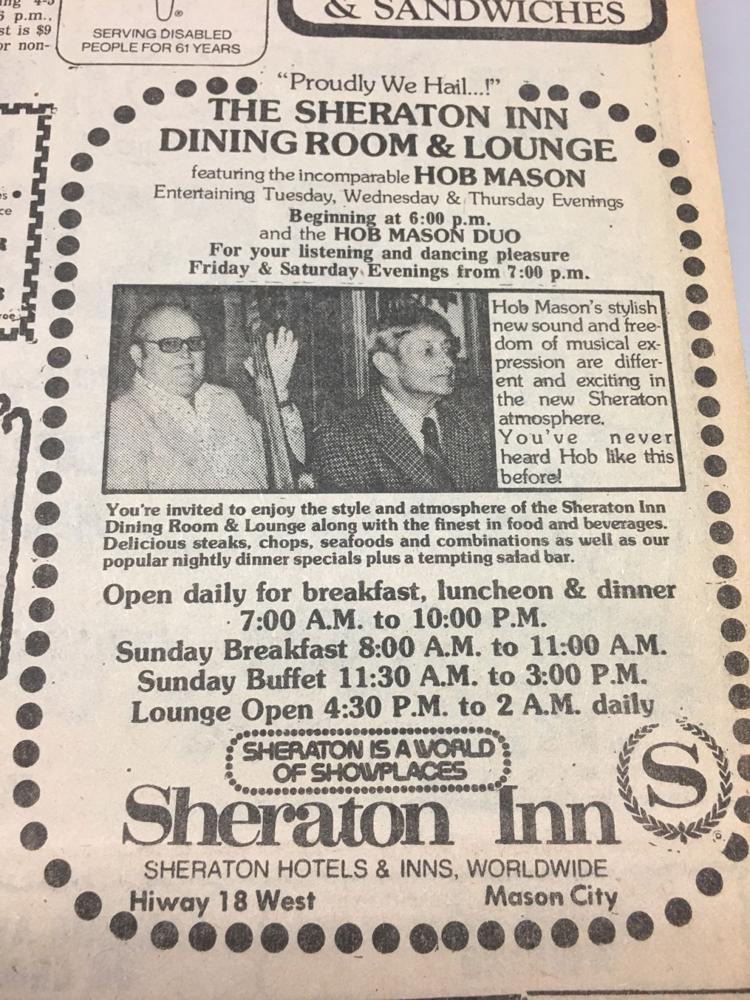 & SANDWICHES
p.m.,
st is $9
or non-
SERVING DISABLED
PEOPLE FOR 61 YEARS
"Proudly We Hail...!"
THE SHERATON INN
DINING ROOM & LOUNGE
featuring the incomparable HOB MASON
Entertaining Tuesday, Wednesday & Thursday Evenings
Beginning at 6:00 p.m.
and the HOB MASON DUO
For your listening and dancing pleasure
Friday & Saturday Evenings from 7:00 p.m.
Hob Mason's stylish
new sound and free-
dom of musical ex-
pression are differ-
ent and exciting in
the new Sheraton
atmosphere.
You've never
heard Hob like this
before!
You're invited to enjoy the style and atmosphere of the Sheraton Inn
Dining Room & Lounge along with the finest in food and beverages.
Delicious steaks, chops, seafoods and combinations as well as our
popular nightly dinner specials plus a tempting salad bar.
Open daily for breakfast, luncheon & dinner
7:00 A.M. to 10:00 P.M.
Sunday Breakfast 8:00 A.M. to 11:00 A.M.
Sunday Buffet 11:30 A.M. to 3:00 P.M.
Lounge Open 4:30 P.M. to 2 A.M. daily
SHERATON IS A WORLD
OF SHOWPLACES
S
Sheraton Inn
SHERATON HOTELS & INNS, WORLDWIDE
Hiway 18 West Mason City